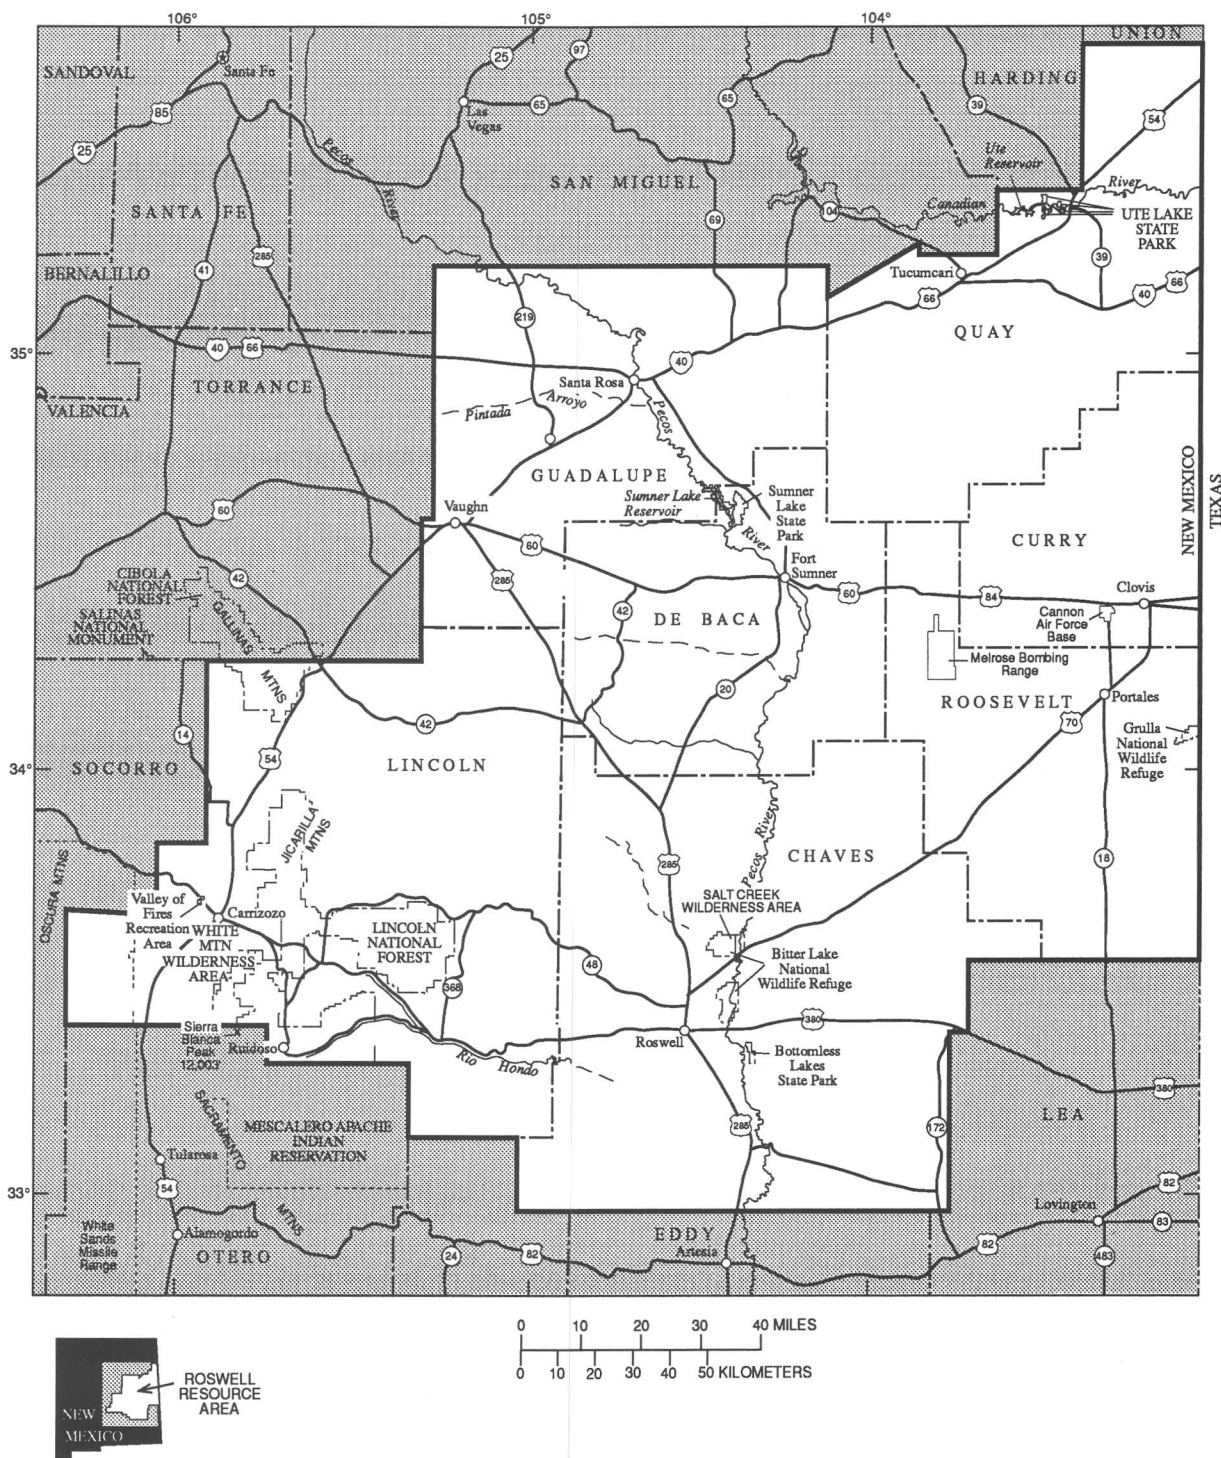 106°
105°
104°
UNION
SANDOVAL
Santa Fe
25
97
HARDING
85
Las
Vegas
65
65
39
54
25
Pecos
River
SAN MIGUEL
Ute
Reservoir
River
SANTA FE
Canadian
104
69
UTE LAKE
STATE
PARK
BERNALILLO
41
285
39
Tucumcari
66
40
66
219
QUAY
35°
40
66
40
TORRANCE
Santa Rosa
VALENCIA
Pintada
Arroyo
Pecos
GUADALUPE
NEW MEXICO
TEXAS
60
Vaughn
Sumner Lake
Reservoir
Sumner
Lake
State
Park
River
60
CURRY
CIBOLA
NATIONAL
FOREST
42
285
Fort
Sumner
60
84
Clovis
SALINAS
NATIONAL
MONUMENT
GALLINAS
MTNS
42
DE BACA
Cannon
Air Force
Base
Melrose Bombing
Range
20
ROOSEVELT
Portales
42
70
14
54
Grulla
National
Wildlife
Refuge
34°
SOCORRO
LINCOLN
JICARILLA
MTNS
Pecos River
CHAVES
285
18
OSCURA MTNS
Valley of
Fires
Recreation
Area
Carrizozo
WHITE
MTN
WILDERNESS
AREA
LINCOLN
NATIONAL
FOREST
SALT CREEK
WILDERNESS AREA
48
368
Bitter Lake
National
Wildlife Refuge
Sierra
Blanca
Peak
12,003'
Ruidoso
Rio
Hondo
Roswell
380
Bottomless
Lakes
State Park
380
SACRAMENTO
MTNS
MESCALERO APACHE
INDIAN
RESERVATION
285
172
LEA
Tularosa
33°
54
82
Lovington
83
White
Sands
Missile
Range
Alamogordo
OTERO
24
82
EDDY
Artesia
82
483
0 10 20 30 40 MILES
0 10 20 30 40 50 KILOMETERS
ROSWELL
RESOURCE
AREA
NEW
MEXICO